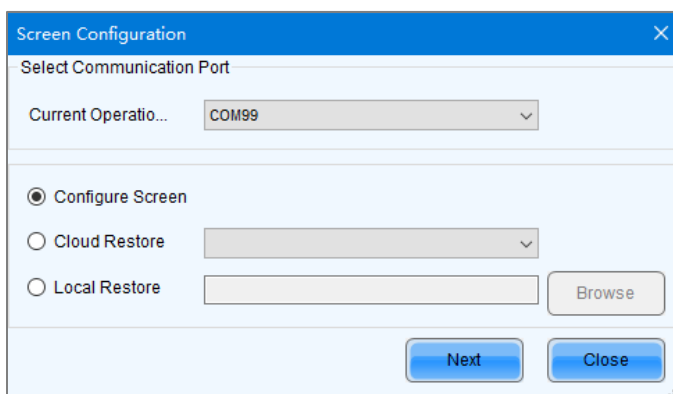 Screen Configuration
Select Communication Port
Current Operatio... COM99
Configure Screen
Cloud Restore
Local Restore Browse
Next Close